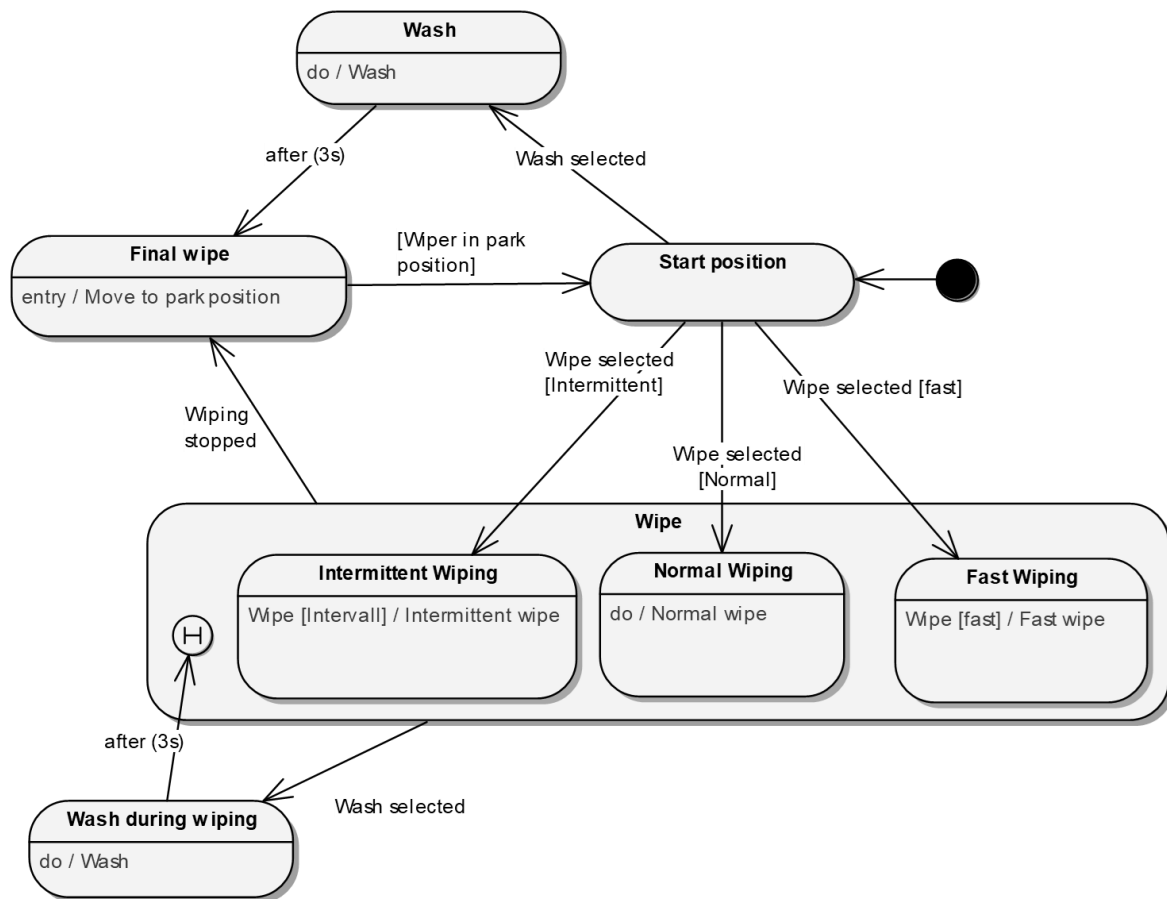 Wash
do / Wash
after (3s)
Wash selected
Final wipe
entry / Move to park position
[Wiper in park
position]
Start position
Wipe selected
[Intermittent]
Wipe selected [fast]
Wiping
stopped
Wipe selected
[Normal]
Wipe
Intermittent Wiping
Wipe [Intervall] / Intermittent wipe
Normal Wiping
do / Normal wipe
Fast Wiping
Wipe [fast] / Fast wipe
H
after (3s)
Wash selected
Wash during wiping
do / Wash